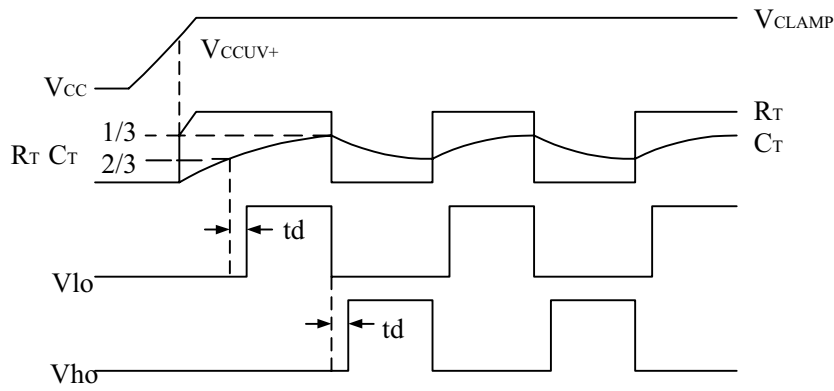 VCLAMP
VCCUV+
VCC
RT
1/3
CT
RT CT
2/3
td
Vlo
td
Vho